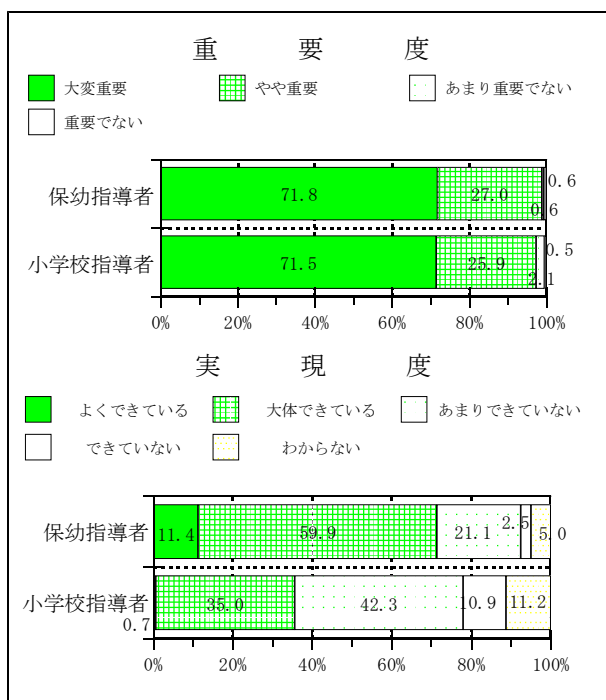 重要度
大変重要 やや重要 あまり重要でない
重要でない
保幼指導者 71.8 27.0 0.6 0.6
小学校指導者 71.5 25.9 2.1 0.5
0% 20% 40% 60% 80% 100%
実現度
よくできている 大体できている あまりできていない
できていない わからない
保幼指導者 11.4 59.9 21.1 2.5 5.0
小学校指導者 0.7 35.0 42.3 10.9 11.2
0% 20% 40% 60% 80% 100%